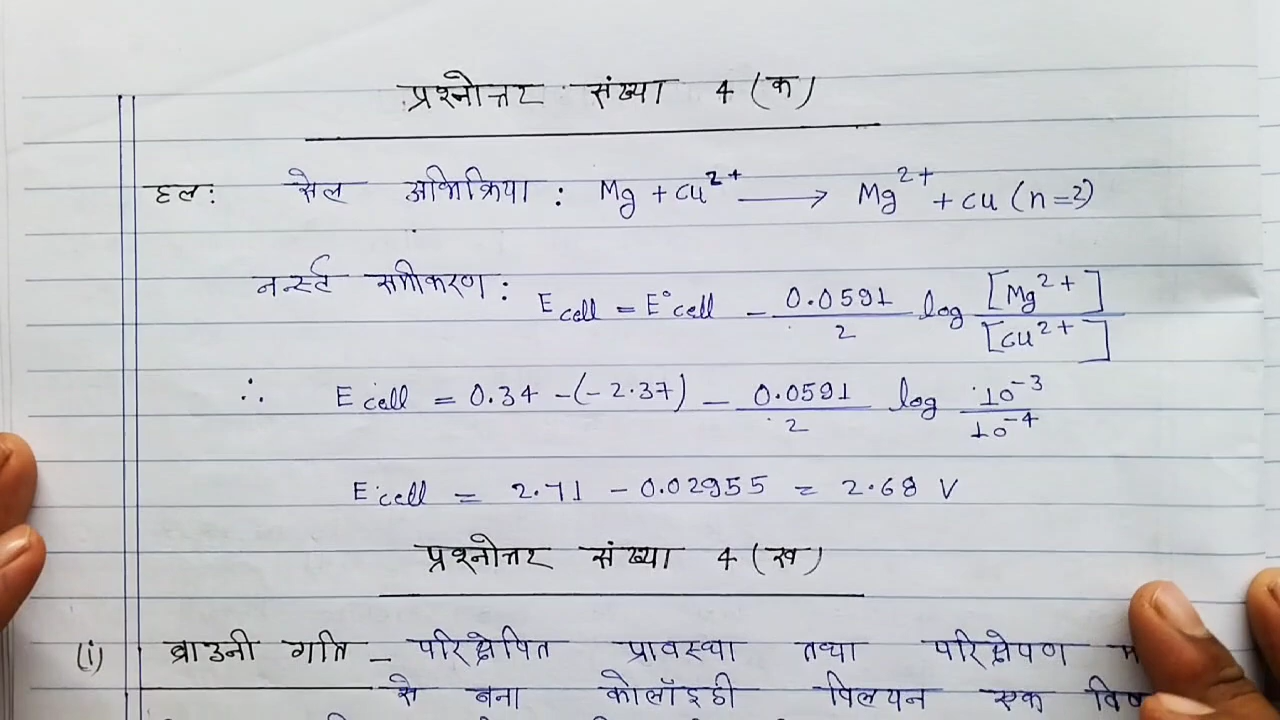 प्रश्नोत्तर संख्या 4 (क)
हल: सेल अभिक्रिया : Mg + Cu²⁺ ⟶ Mg²⁺ + Cu (n=2)
नर्न्स्ट समीकरण : E cell = E°cell - 0.0591/2 log [Mg²⁺]/[Cu²⁺]
∴ E cell = 0.34 - (-2.37) - 0.0591/2 log 10⁻³/10⁻⁴
E cell = 2.71 - 0.02955 = 2.68 V
प्रश्नोत्तर संख्या 4 (ख)
(i) ब्राउनी गति - परिक्षेपित प्रावस्था तथा परिक्षेपण
से बना कोलॉइडी विलयन एक